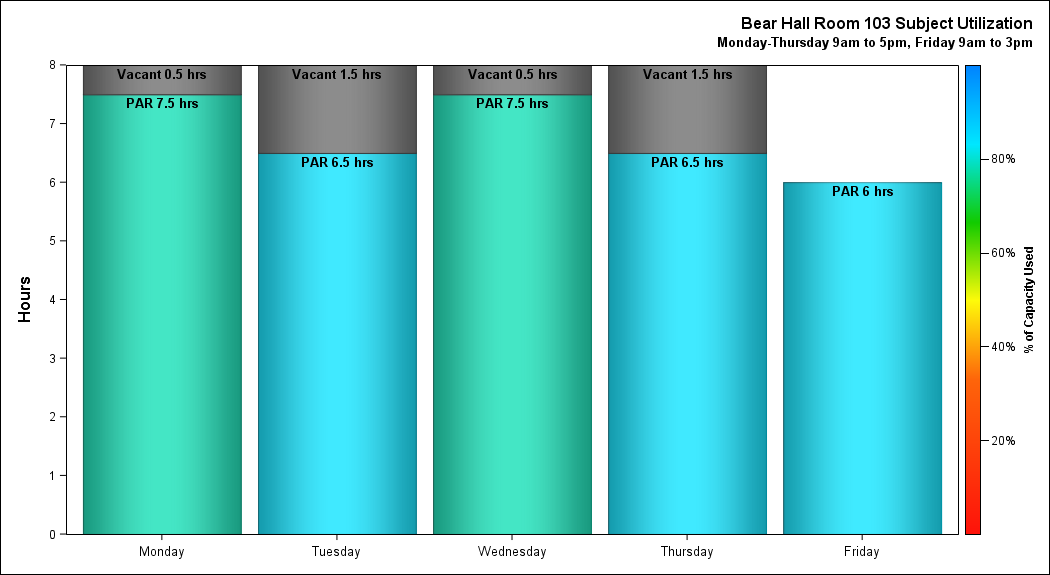 Bear Hall Room 103 Subject Utilization
Monday-Thursday 9am to 5pm, Friday 9am to 3pm
8
7
6
5
4
3
2
1
0
Hours
Vacant 0.5 hrs
PAR 7.5 hrs
Vacant 1.5 hrs
PAR 6.5 hrs
Vacant 0.5 hrs
PAR 7.5 hrs
Vacant 1.5 hrs
PAR 6.5 hrs
PAR 6 hrs
Monday
Tuesday
Wednesday
Thursday
Friday
80%
60%
40%
20%
% of Capacity Used